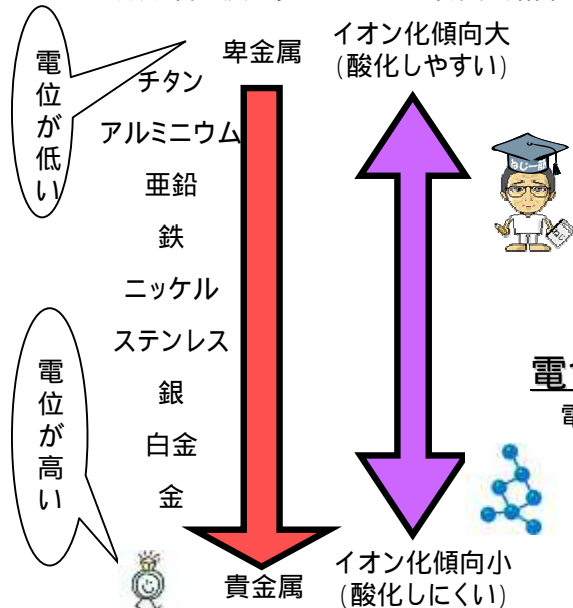 卑金属
イオン化傾向大
(酸化しやすい)
電位が低い
チタン
アルミニウム
亜鉛
鉄
ニッケル
ステンレス
銀
白金
金
電位が高い
貴金属
イオン化傾向小
(酸化しにくい)
電
電